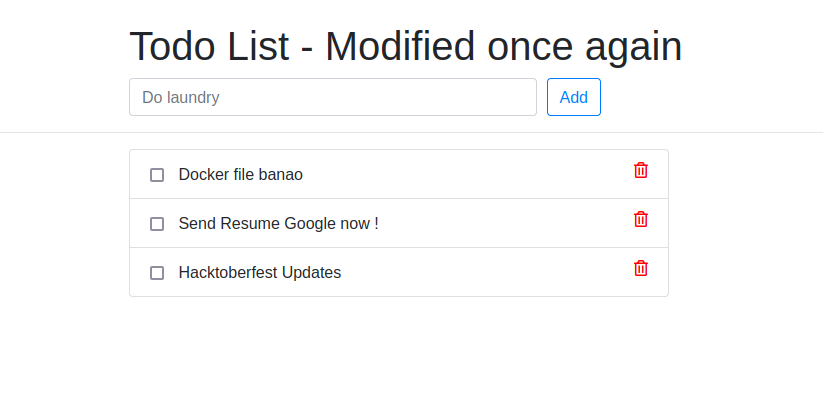 Todo List - Modified once again
Do laundry
Add
Docker file banao
Send Resume Google now !
Hacktoberfest Updates